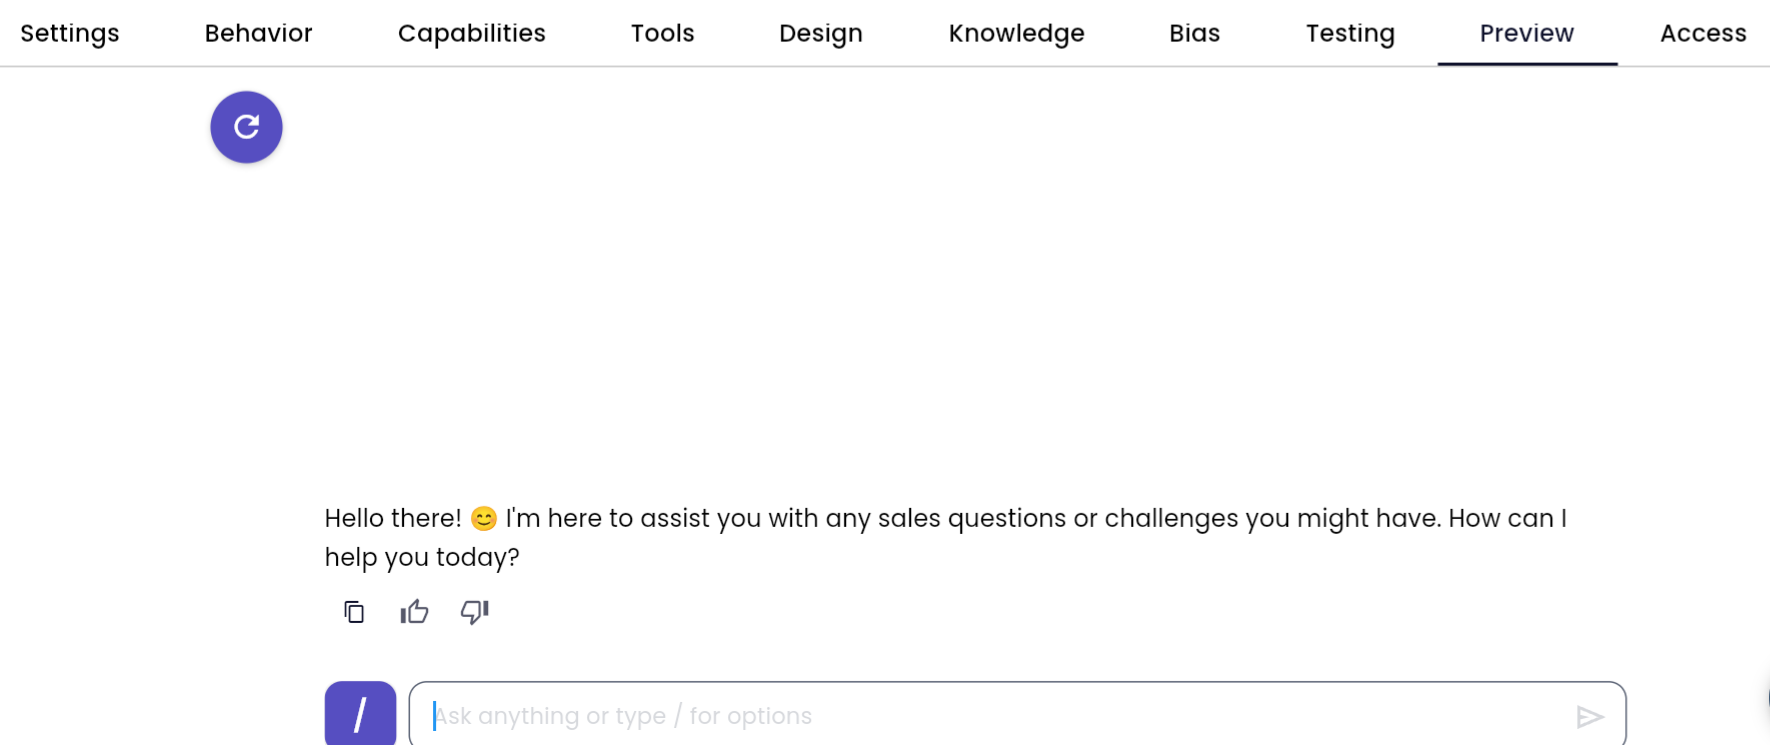 Settings Behavior Capabilities Tools Design Knowledge Bias Testing Preview Access
Hello there! 😊 I'm here to assist you with any sales questions or challenges you might have. How can I
help you today?
/ Ask anything or type / for options